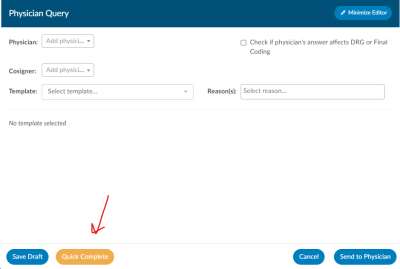 Physician Query
Minimize Editor
Physician: Add physici...
Check if physician's answer affects DRG or Final
Coding
Cosigner: Add physici...
Template: Select template...
Reason(s): Select reason...
No template selected
Save Draft
Quick Complete
Cancel
Send to Physician